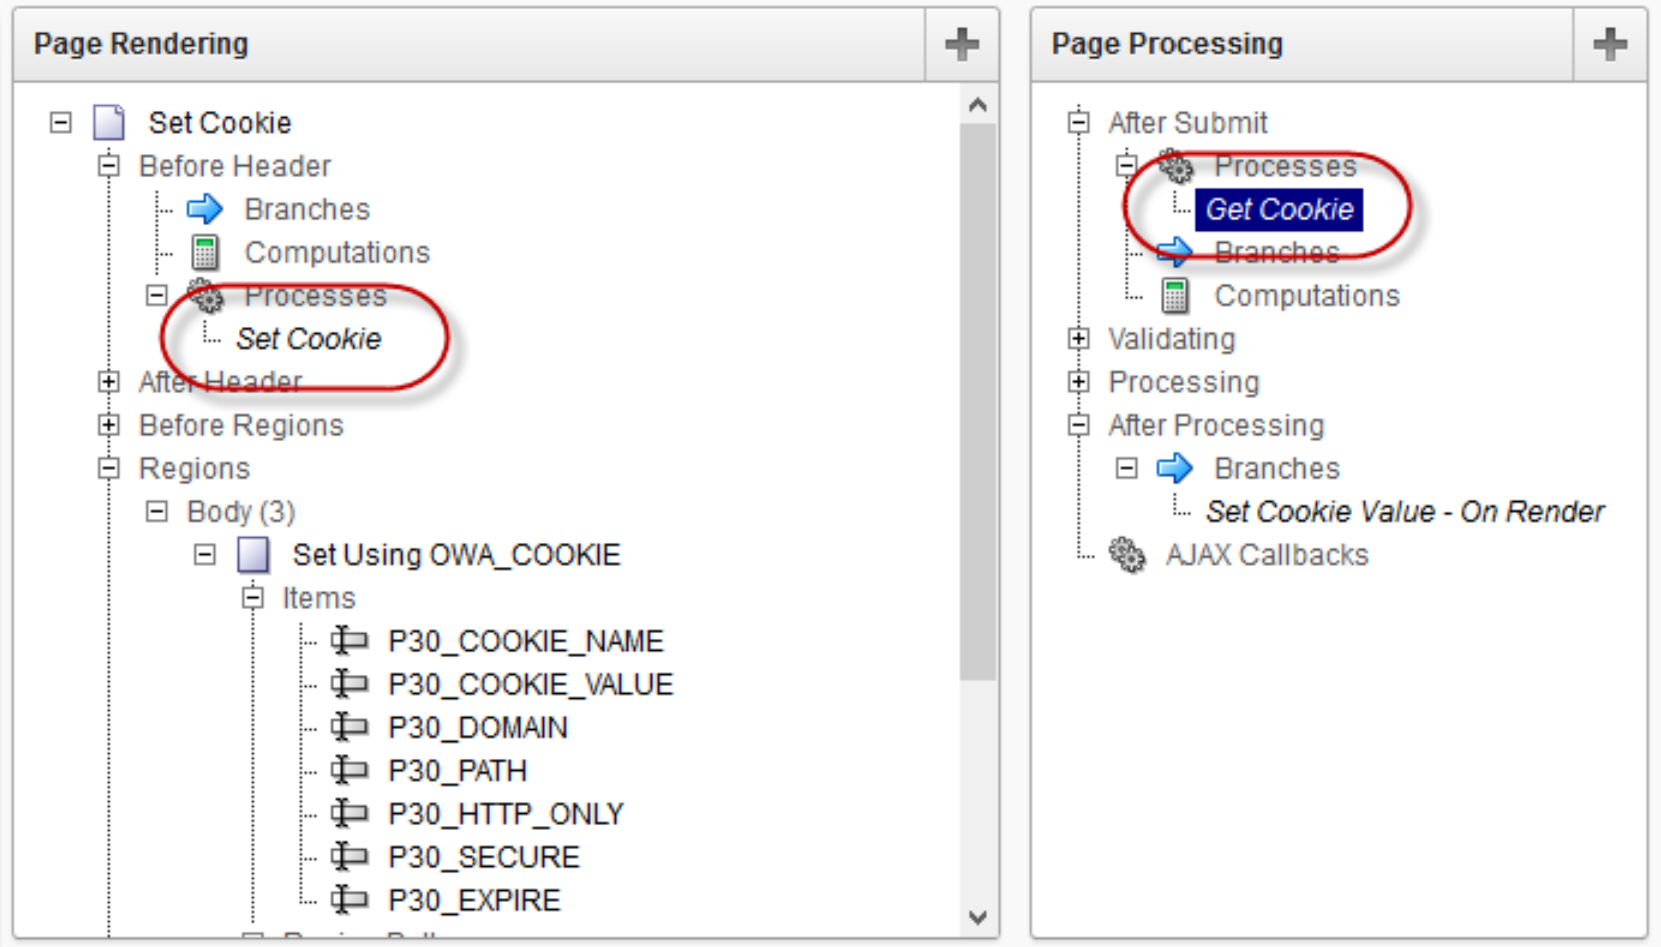 Page Rendering
Set Cookie
Before Header
Branches
Computations
Processes
Set Cookie
After Header
Before Regions
Regions
Body (3)
Set Using OWA_COOKIE
Items
P30_COOKIE_NAME
P30_COOKIE_VALUE
P30_DOMAIN
P30_PATH
P30_HTTP_ONLY
P30_SECURE
P30_EXPIRE
Page Processing
After Submit
Processes
Get Cookie
Branches
Computations
Validating
Processing
After Processing
Branches
Set Cookie Value - On Render
AJAX Callbacks